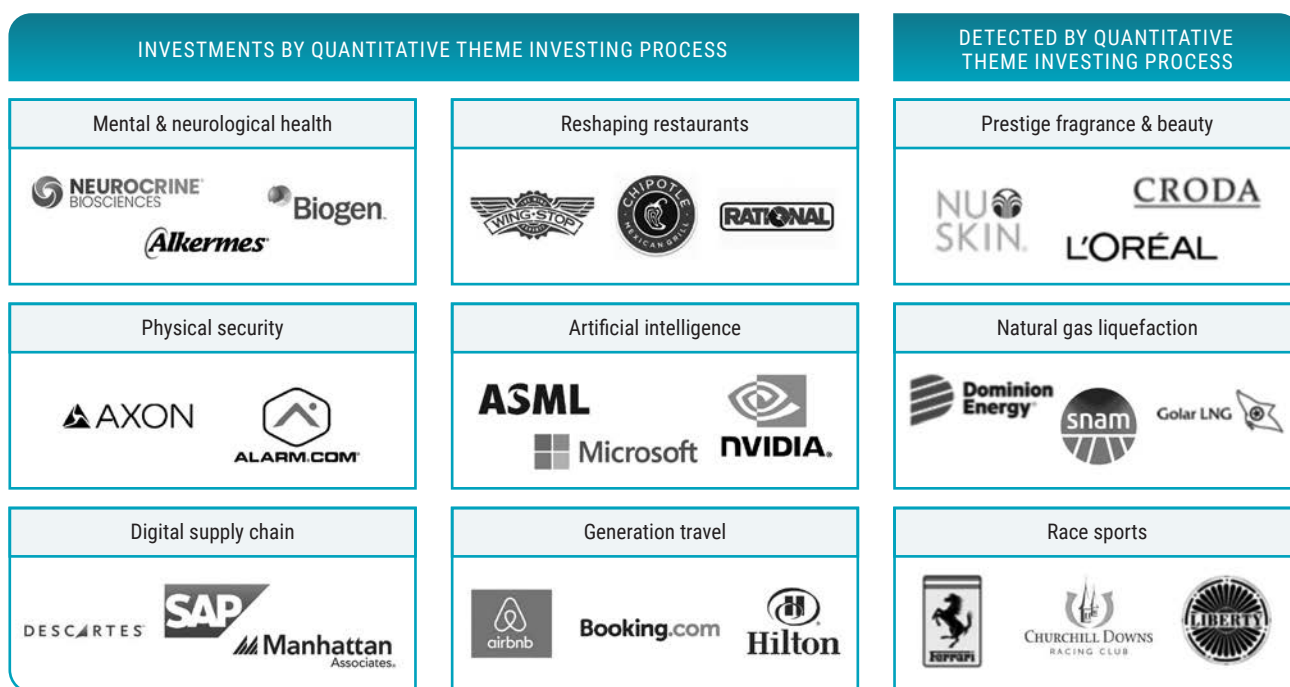 INVESTMENTS BY QUANTITATIVE THEME INVESTING PROCESS
DETECTED BY QUANTITATIVE
THEME INVESTING PROCESS
Mental & neurological health
NEUROCRINE
BIOSCIENCES
Biogen.
Alkermes
Reshaping restaurants
WING·STOP
CHIPOTLE
MEXICAN GRILL
RATIONAL
Prestige fragrance & beauty
NU
SKIN.
CRODA
L'ORÉAL
Physical security
AXON
ALARM.COM
Artificial intelligence
ASML
Microsoft
NVIDIA.
Natural gas liquefaction
Dominion
Energy
snam
Golar LNG
Digital supply chain
DESCARTES
SAP
Manhattan
Associates.
Generation travel
airbnb
Booking.com
Hilton
Race sports
Ferrari
CHURCHILL DOWNS
RACING CLUB
LIBERTY